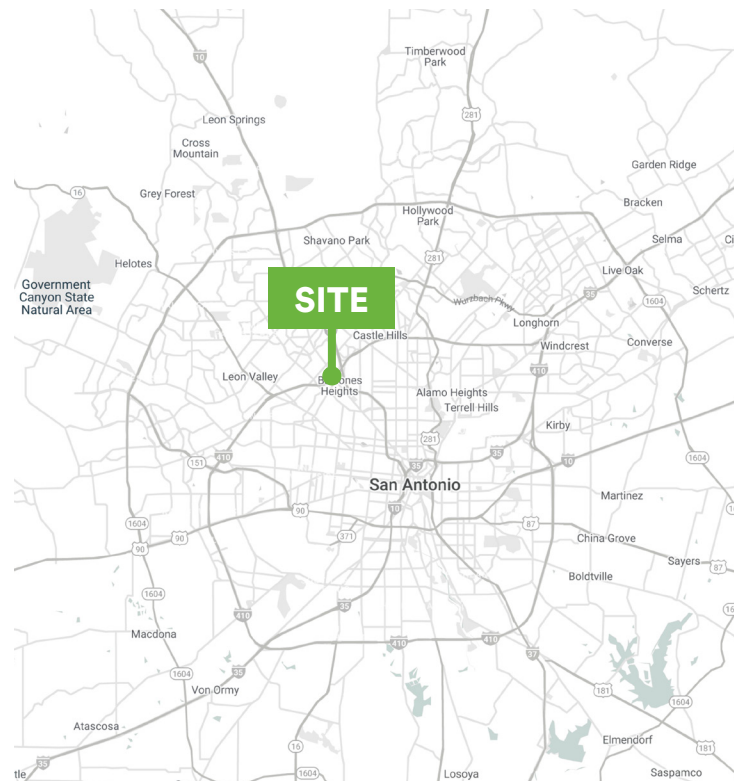 Timberwood
Park
10
281
Leon Springs
Cross
Mountain
Garden Ridge
16
Grey Forest
Bracken
Hollywood
Park
Shavano Park
Selma
281
Helotes
Live Oak
Government
Canyon State
Natural Area
Schertz
35
1604
SITE
Wurzbach Pkwy
Longhorn
Castle Hills
Windcrest
Converse
410
Leon Valley
Heights
Alamo Heights
Terrell Hills
Kirby
281
35
410
151
35
10
1604
San Antonio
Martinez
90
10
1604
87
90
371
China Grove
90
Sayers
87
Boldtville
1604
35
410
Macdona
410
410
37
1604
35
Von Ormy
181
1604
Atascosa
Elmendorf
16
181
35
1604
Losoya
Saspamco